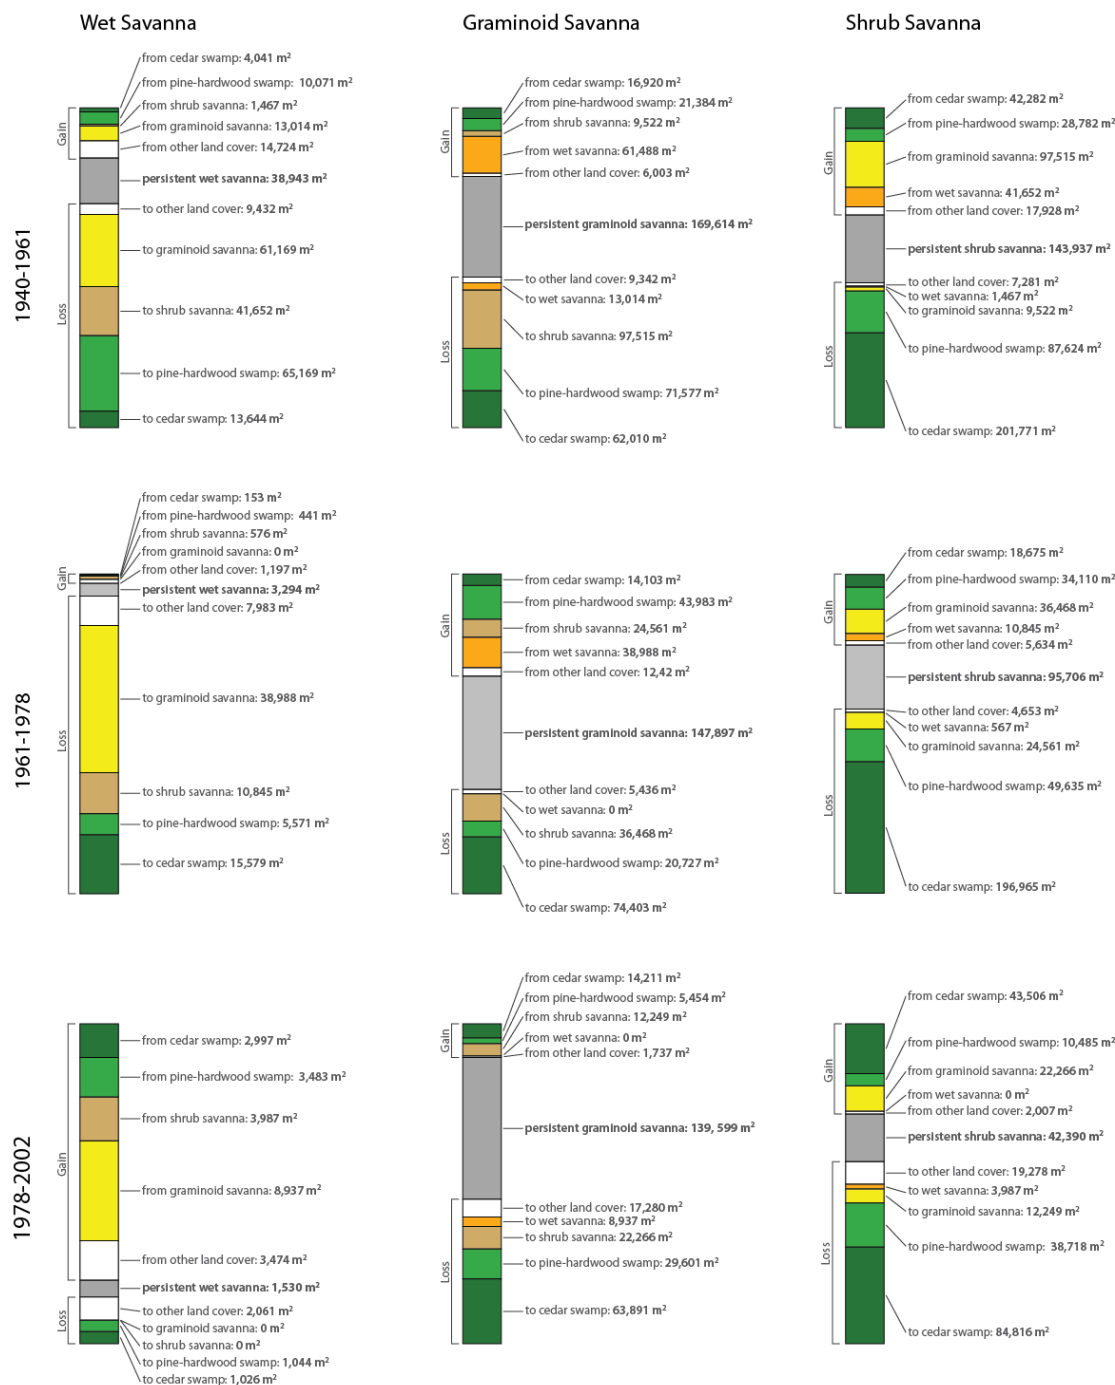 Wet Savanna
Graminoid Savanna
Shrub Savanna
1940-1961
Gain
from cedar swamp: 4,041 m²
from pine-hardwood swamp: 10,071 m²
from shrub savanna: 1,467 m²
from graminoid savanna: 13,014 m²
from other land cover: 14,724 m²
persistent wet savanna: 38,943 m²
Loss
to other land cover: 9,432 m²
to graminoid savanna: 61,169 m²
to shrub savanna: 41,652 m²
to pine-hardwood swamp: 65,169 m²
to cedar swamp: 13,644 m²
Gain
from cedar swamp: 16,920 m²
from pine-hardwood swamp: 21,384 m²
from shrub savanna: 9,522 m²
from wet savanna: 61,488 m²
from other land cover: 6,003 m²
persistent graminoid savanna: 169,614 m²
Loss
to other land cover: 9,342 m²
to wet savanna: 13,014 m²
to shrub savanna: 97,515 m²
to pine-hardwood swamp: 71,577 m²
to cedar swamp: 62,010 m²
Gain
from cedar swamp: 42,282 m²
from pine-hardwood swamp: 28,782 m²
from graminoid savanna: 97,515 m²
from wet savanna: 41,652 m²
from other land cover: 17,928 m²
persistent shrub savanna: 143,937 m²
Loss
to other land cover: 7,281 m²
to wet savanna: 1,467 m²
to graminoid savanna: 9,522 m²
to pine-hardwood swamp: 87,624 m²
to cedar swamp: 201,771 m²
1961-1978
Gain
from cedar swamp: 153 m²
from pine-hardwood swamp: 441 m²
from shrub savanna: 576 m²
from graminoid savanna: 0 m²
from other land cover: 1,197 m²
persistent wet savanna: 3,294 m²
Loss
to other land cover: 7,983 m²
to graminoid savanna: 38,988 m²
to shrub savanna: 10,845 m²
to pine-hardwood swamp: 5,571 m²
to cedar swamp: 15,579 m²
Gain
from cedar swamp: 14,103 m²
from pine-hardwood swamp: 43,983 m²
from shrub savanna: 24,561 m²
from wet savanna: 38,988 m²
from other land cover: 12,42 m²
persistent graminoid savanna: 147,897 m²
Loss
to other land cover: 5,436 m²
to wet savanna: 0 m²
to shrub savanna: 36,468 m²
to pine-hardwood swamp: 20,727 m²
to cedar swamp: 74,403 m²
Gain
from cedar swamp: 18,675 m²
from pine-hardwood swamp: 34,110 m²
from graminoid savanna: 36,468 m²
from wet savanna: 10,845 m²
from other land cover: 5,634 m²
persistent shrub savanna: 95,706 m²
Loss
to other land cover: 4,653 m²
to wet savanna: 567 m²
to graminoid savanna: 24,561 m²
to pine-hardwood swamp: 49,635 m²
to cedar swamp: 196,965 m²
1978-2002
Gain
from cedar swamp: 2,997 m²
from pine-hardwood swamp: 3,483 m²
from shrub savanna: 3,987 m²
from graminoid savanna: 8,937 m²
from other land cover: 3,474 m²
persistent wet savanna: 1,530 m²
Loss
to other land cover: 2,061 m²
to graminoid savanna: 0 m²
to shrub savanna: 0 m²
to pine-hardwood swamp: 1,044 m²
to cedar swamp: 1,026 m²
Gain
from cedar swamp: 14,211 m²
from pine-hardwood swamp: 5,454 m²
from shrub savanna: 12,249 m²
from wet savanna: 0 m²
from other land cover: 1,737 m²
persistent graminoid savanna: 139, 599 m²
Loss
to other land cover: 17,280 m²
to wet savanna: 8,937 m²
to shrub savanna: 22,266 m²
to pine-hardwood swamp: 29,601 m²
to cedar swamp: 63,891 m²
Gain
from cedar swamp: 43,506 m²
from pine-hardwood swamp: 10,485 m²
from graminoid savanna: 22,266 m²
from wet savanna: 0 m²
from other land cover: 2,007 m²
persistent shrub savanna: 42,390 m²
Loss
to other land cover: 19,278 m²
to wet savanna: 3,987 m²
to graminoid savanna: 12,249 m²
to pine-hardwood swamp: 38,718 m²
to cedar swamp: 84,816 m²